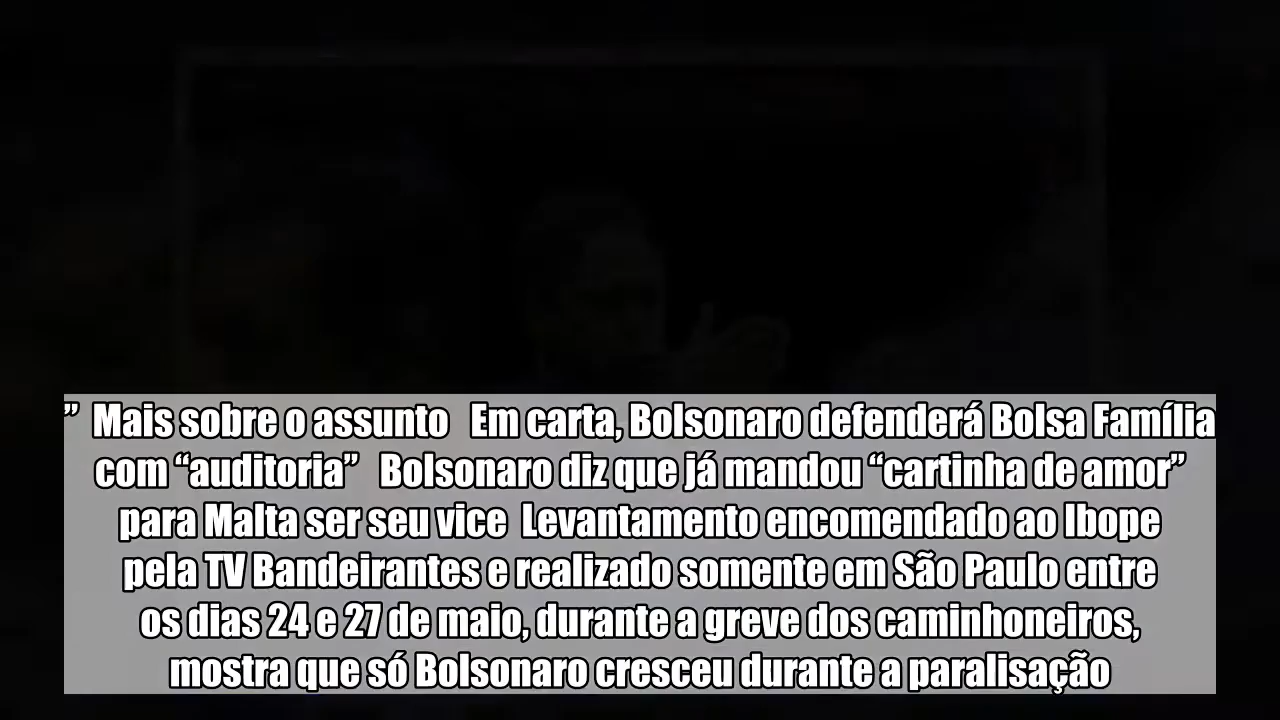 ” Mais sobre o assunto Em carta, Bolsonaro defenderá Bolsa Família
com “auditoria” Bolsonaro diz que já mandou “cartinha de amor”
para Malta ser seu vice Levantamento encomendado ao Ibope
pela TV Bandeirantes e realizado somente em São Paulo entre
os dias 24 e 27 de maio, durante a greve dos caminhoneiros,
mostra que só Bolsonaro cresceu durante a paralisação